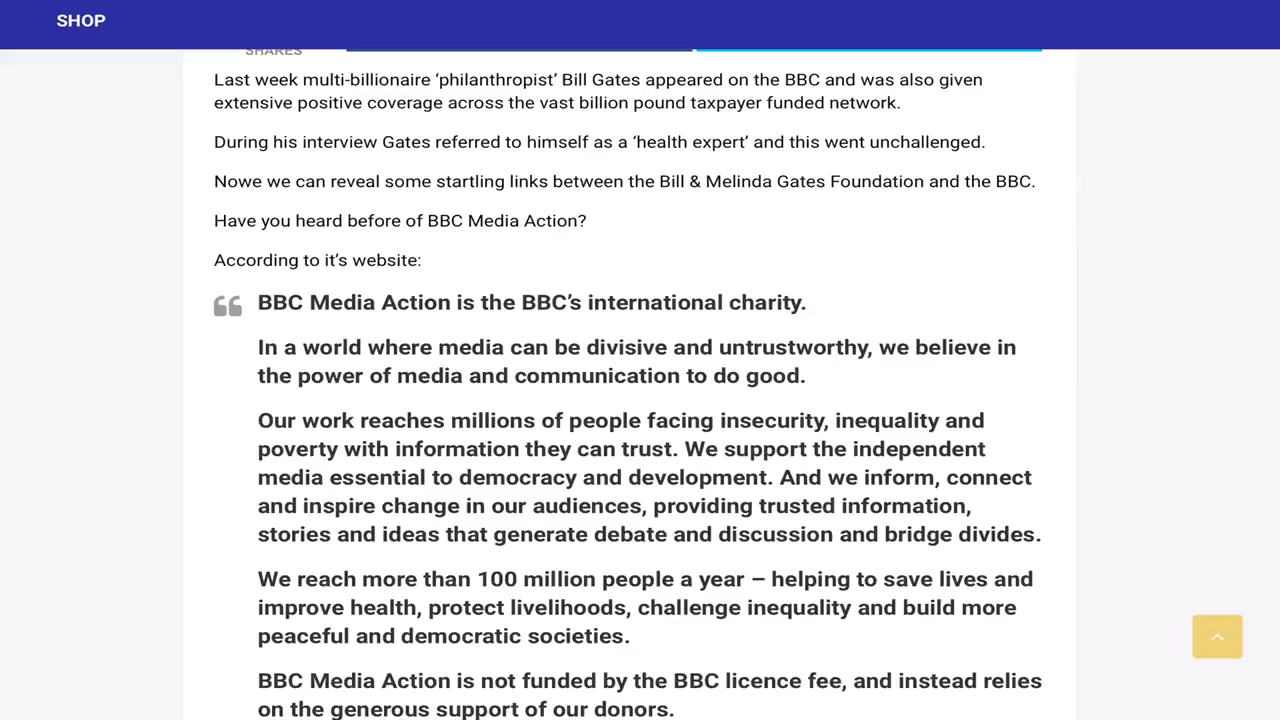 SHOP
SHARES
Last week multi-billionaire ‘philanthropist’ Bill Gates appeared on the BBC and was also given
extensive positive coverage across the vast billion pound taxpayer funded network.
During his interview Gates referred to himself as a ‘health expert’ and this went unchallenged.
Nowe we can reveal some startling links between the Bill & Melinda Gates Foundation and the BBC.
Have you heard before of BBC Media Action?
According to it’s website:
BBC Media Action is the BBC’s international charity.
In a world where media can be divisive and untrustworthy, we believe in
the power of media and communication to do good.
Our work reaches millions of people facing insecurity, inequality and
poverty with information they can trust. We support the independent
media essential to democracy and development. And we inform, connect
and inspire change in our audiences, providing trusted information,
stories and ideas that generate debate and discussion and bridge divides.
We reach more than 100 million people a year – helping to save lives and
improve health, protect livelihoods, challenge inequality and build more
peaceful and democratic societies.
BBC Media Action is not funded by the BBC licence fee, and instead relies
on the generous support of our donors.